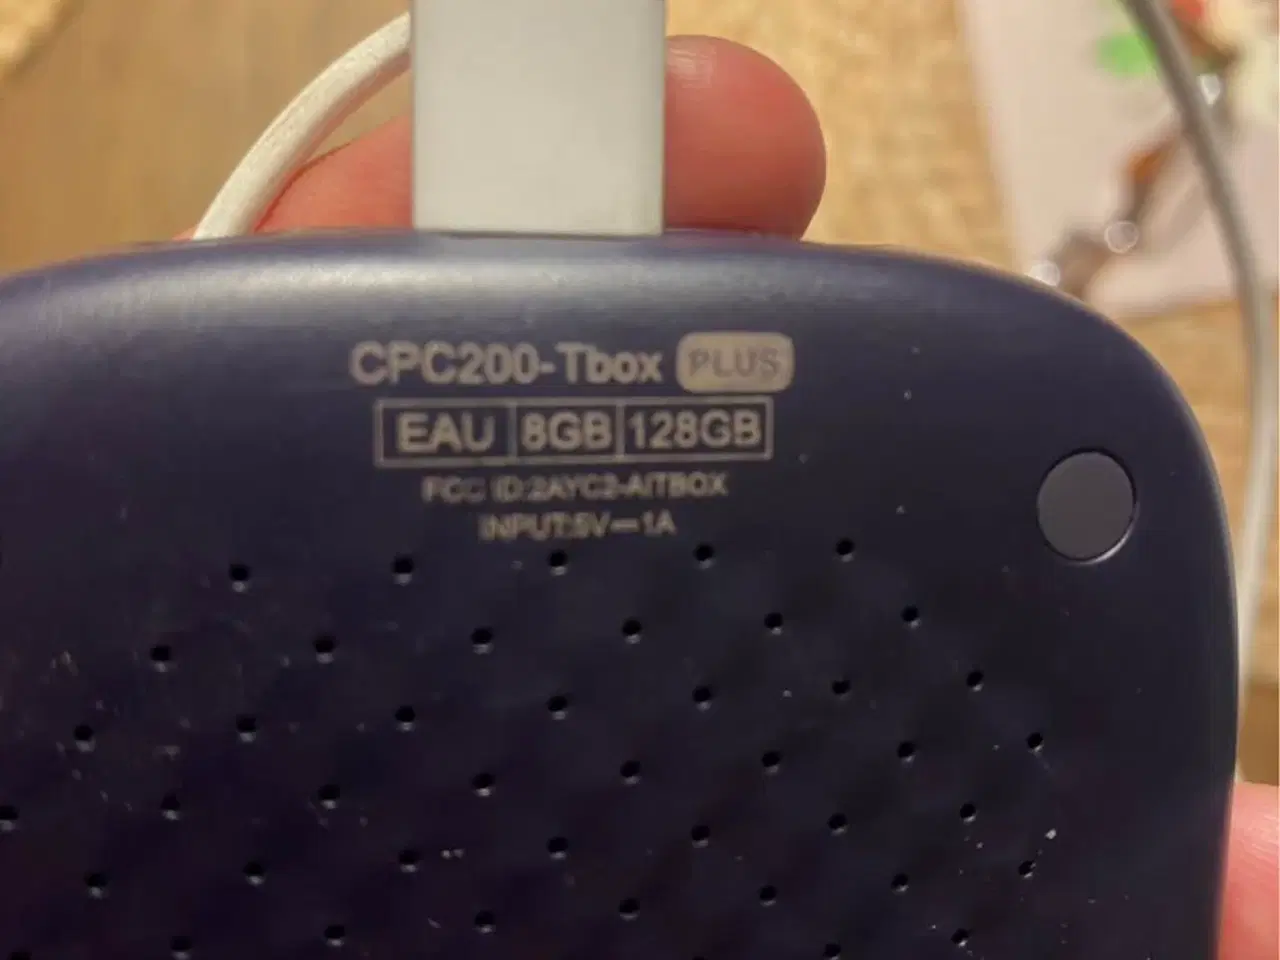 CPC200-Tbox PLUS
EAU 8GB 128GB
FCC ID:2AYC2-AITBOX
INPUT:5V⎓1A